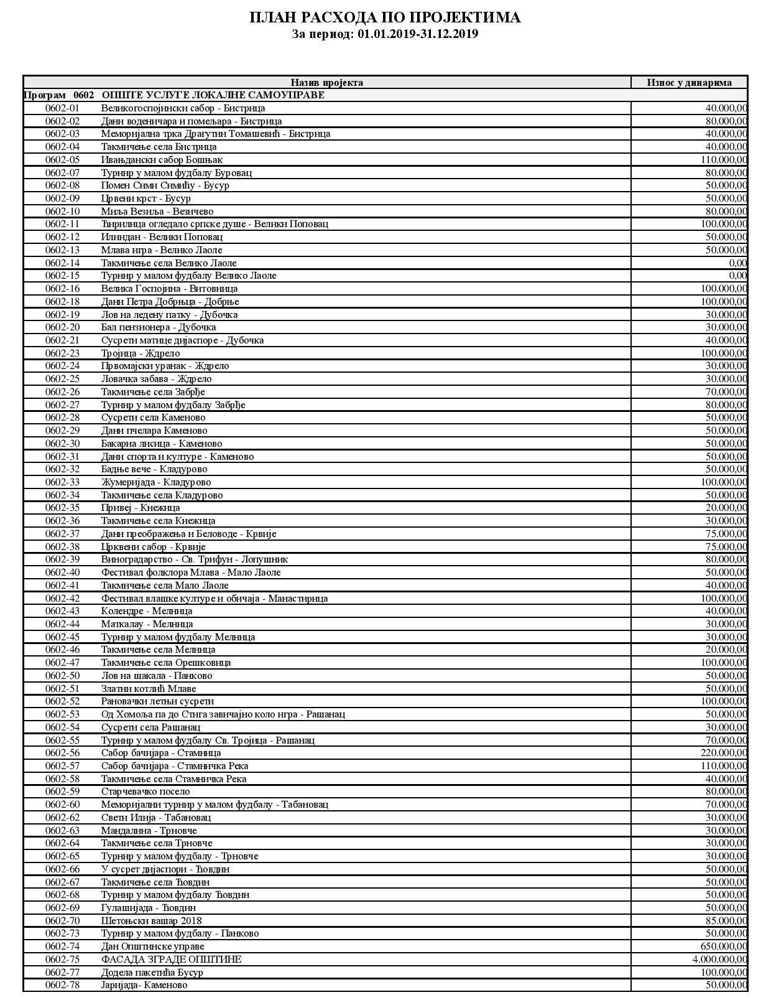 ПЛАН РАСХОДА ПО ПРОЈЕКТИМА
За период: 01.01.2019-31.12.2019
Назив пројекта Износ у динарима
Програм 0602 ОПШТЕ УСЛУГЕ ЛОКАЛНЕ САМОУПРАВЕ
0602-01 Великогоспојински сабор - Бистрица 40.000,00
0602-02 Дани воденичара и помељара - Бистрица 80.000,00
0602-03 Меморијална трка Драгутин Томашевић - Бистрица 40.000,00
0602-04 Такмичење села Бистрица 40.000,00
0602-05 Ивањдански сабор Бошњак 110.000,00
0602-07 Турнир у малом фудбалу Буровац 80.000,00
0602-08 Помен Сими Симићу - Бусур 50.000,00
0602-09 Црвени крст - Бусур 50.000,00
0602-10 Миља Везиља - Везичево 80.000,00
0602-11 Ћирилица огледало српске душе - Велики Поповац 100.000,00
0602-12 Илиндан - Велики Поповац 50.000,00
0602-13 Млава игра - Велико Лаоле 50.000,00
0602-14 Такмичење села Велико Лаоле 0,00
0602-15 Турнир у малом фудбалу Велико Лаоле 0,00
0602-16 Велика Госпојина - Витовница 100.000,00
0602-18 Дани Петра Добрњца - Добрње 100.000,00
0602-19 Лов на ледену патку - Дубочка 30.000,00
0602-20 Бал пензионера - Дубочка 30.000,00
0602-21 Сусрети матице дијаспоре - Дубочка 40.000,00
0602-23 Тројица - Ждрело 100.000,00
0602-24 Првомајски уранак - Ждрело 30.000,00
0602-25 Ловачка забава - Ждрело 30.000,00
0602-26 Такмичење села Забрђе 70.000,00
0602-27 Турнир у малом фудбалу Забрђе 80.000,00
0602-28 Сусрети села Каменово 50.000,00
0602-29 Дани пчелара Каменово 50.000,00
0602-30 Бакарна лисица - Каменово 50.000,00
0602-31 Дани спорта и културе - Каменово 50.000,00
0602-32 Бадње вече - Кладурово 50.000,00
0602-33 Жумеријада - Кладурово 100.000,00
0602-34 Такмичење села Кладурово 50.000,00
0602-35 Привеј - Кнежица 20.000,00
0602-36 Такмичење села Кнежица 30.000,00
0602-37 Дани преображења и Беловоде - Крвије 75.000,00
0602-38 Црквени сабор - Крвије 75.000,00
0602-39 Виноградарство - Св. Трифун - Лопушник 80.000,00
0602-40 Фестивал фолклора Млава - Мало Лаоле 50.000,00
0602-41 Такмичење села Мало Лаоле 40.000,00
0602-42 Фестивал влашке културе и обичаја - Манастирица 100.000,00
0602-43 Колендре - Мелница 40.000,00
0602-44 Маткалау - Мелница 30.000,00
0602-45 Турнир у малом фудбалу Мелница 30.000,00
0602-46 Такмичење села Мелница 20.000,00
0602-47 Такмичење села Орешковица 100.000,00
0602-50 Лов на шакала - Панково 50.000,00
0602-51 Златни котлић Млаве 50.000,00
0602-52 Рановачки летњи сусрети 100.000,00
0602-53 Од Хомоља па до Стига завичајно коло игра - Рашанац 50.000,00
0602-54 Сусрети села Рашанац 30.000,00
0602-55 Турнир у малом фудбалу Св. Тројица - Рашанац 70.000,00
0602-56 Сабор бачијара - Стамница 220.000,00
0602-57 Сабор бачијара - Стамничка Река 110.000,00
0602-58 Такмичење села Стамничка Река 40.000,00
0602-59 Старчевачко посело 80.000,00
0602-60 Меморијални турнир у малом фудбалу - Табановац 70.000,00
0602-62 Свети Илија - Табановац 30.000,00
0602-63 Мандалина - Трновче 30.000,00
0602-64 Такмичење села Трновче 30.000,00
0602-65 Турнир у малом фудбалу - Трновче 30.000,00
0602-66 У сусрет дијаспори - Ћовдин 50.000,00
0602-67 Такмичење села Ћовдин 50.000,00
0602-68 Турнир у малом фудбалу Ћовдин 50.000,00
0602-69 Гулашијада - Ћовдин 50.000,00
0602-70 Шетоњски вашар 2018 85.000,00
0602-73 Турнир у малом фудбалу - Панково 50.000,00
0602-74 Дан Општинске управе 650.000,00
0602-75 ФАСАДА ЗГРАДЕ ОПШТИНЕ 4.000.000,00
0602-77 Додела пакетића Бусур 100.000,00
0602-78 Јаријада- Каменово 50.000,00